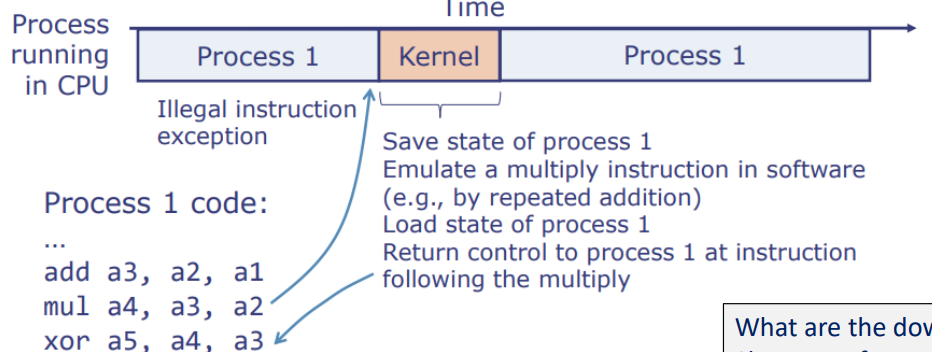 Time
Process
running
in CPU
Process 1
Kernel
Process 1
Illegal instruction
exception
Save state of process 1
Emulate a multiply instruction in software
(e.g., by repeated addition)
Load state of process 1
Return control to process 1 at instruction
following the multiply
Process 1 code:
...
add a3, a2, a1
mul a4, a3, a2
xor a5, a4, a3
What are the